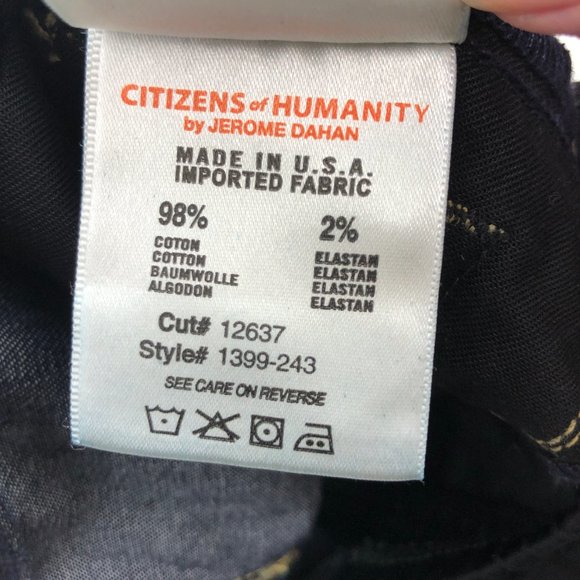 CITIZENS of HUMANITY
by JEROME DAHAN
MADE IN U.S.A.
IMPORTED FABRIC
98%
COTON
COTTON
BAUMWOLLE
ALGODON
2%
ELASTAN
ELASTAN
ELASTAN
ELASTAN
Cut# 12637
Style# 1399-243
SEE CARE ON REVERSE